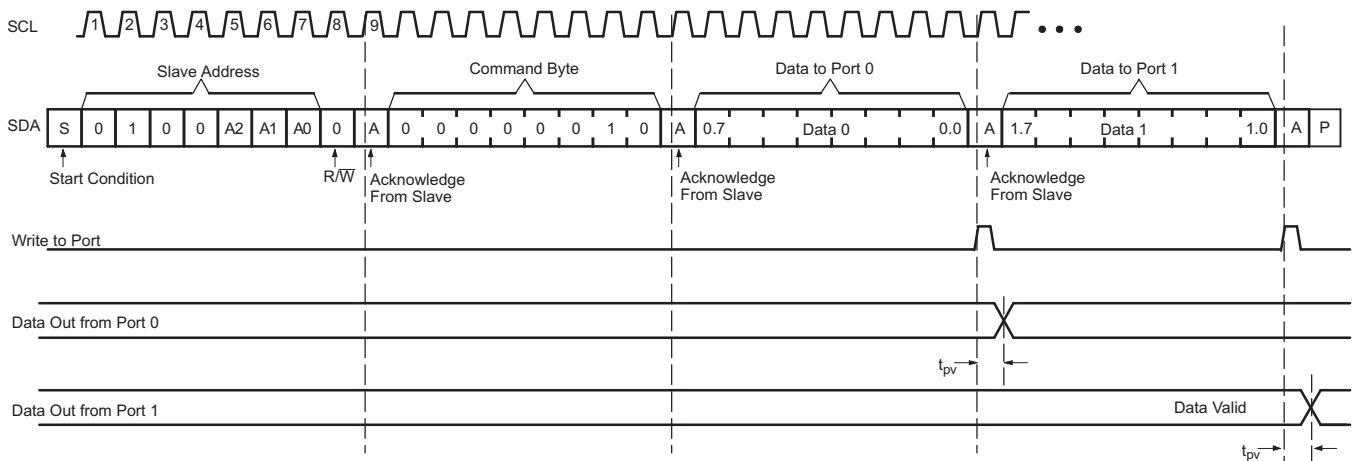 SCL 1 2 3 4 5 6 7 8 9
Slave Address Command Byte Data to Port 0 Data to Port 1
SDA S 0 1 0 0 A2 A1 A0 0 A 0 0 0 0 0 0 1 0 A 0.7 Data 0 0.0 A 1.7 Data 1 1.0 A P
Start Condition R/W̅ Acknowledge From Slave Acknowledge From Slave Acknowledge From Slave
Write to Port
Data Out from Port 0
tpv
Data Out from Port 1 Data Valid
tpv